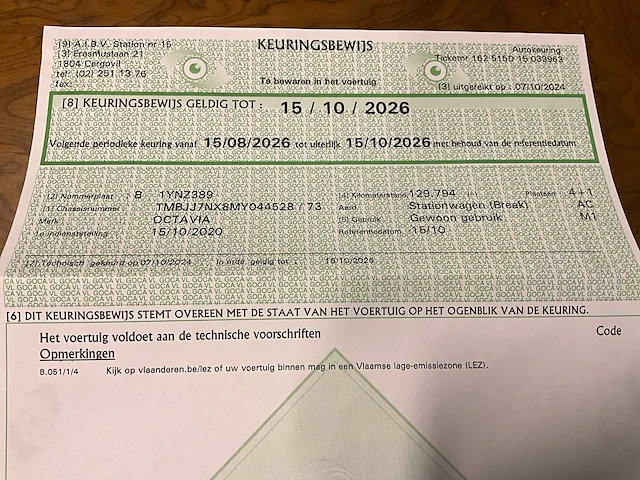 [9] A.I.B.V. Station nr 15
[3] Erasmuslaan 21
1804 Cergovil
tel: (02) 251 13 76
fax:
KEURINGSBEWIJS
Te bewaren in het voertuig
Autokeuring
Ticketnr 162 515D 15 033963
[3] uitgereikt op : 07/10/2024
[8] KEURINGSBEWIJS GELDIG TOT : 15 / 10 / 2026
Volgende periodieke keuring vanaf 15/08/2026 tot uiterlijk 15/10/2026 met behoud van de referentiedatum
[2] Nummerplaat : B 1YNZ389
[1] Chassisnummer : TMBJJ7NX8MY044528 / 73
Merk : OCTAVIA
1e indienststelling : 15/10/2020
[4] Kilometerstand : 129.794 Plaatsen 4+1
Aard Stationwagen (Break) AC
[5] Gebruik : Gewoon gebruik M1
Referentiedatum : 15/10
[7] Technisch gekeurd op 07/10/2024 In orde, geldig tot : 15/10/2026
[6] DIT KEURINGSBEWIJS STEMT OVEREEN MET DE STAAT VAN HET VOERTUIG OP HET OGENBLIK VAN DE KEURING.
Het voertuig voldoet aan de technische voorschriften Code
Opmerkingen
B.051/1/4 Kijk op vlaanderen.be/lez of uw voertuig binnen mag in een Vlaamse lage-emissiezone (LEZ).